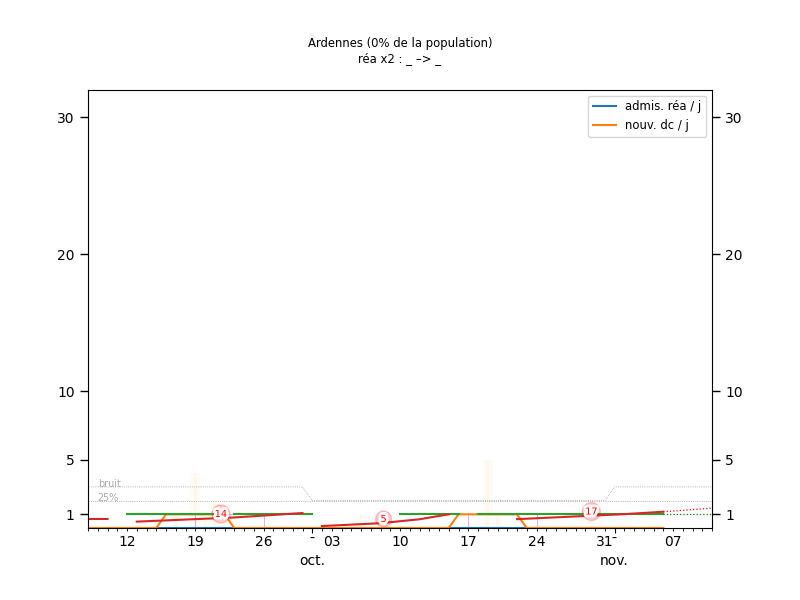 Ardennes (0% de la population)
réa x2 : _ –> _
admis. réa / j
nouv. dc / j
30 30
20 20
10 10
5 5
1 1
bruit
25%
14 5 17
12 19 26 - 03 10 17 24 31 - 07
oct. nov.